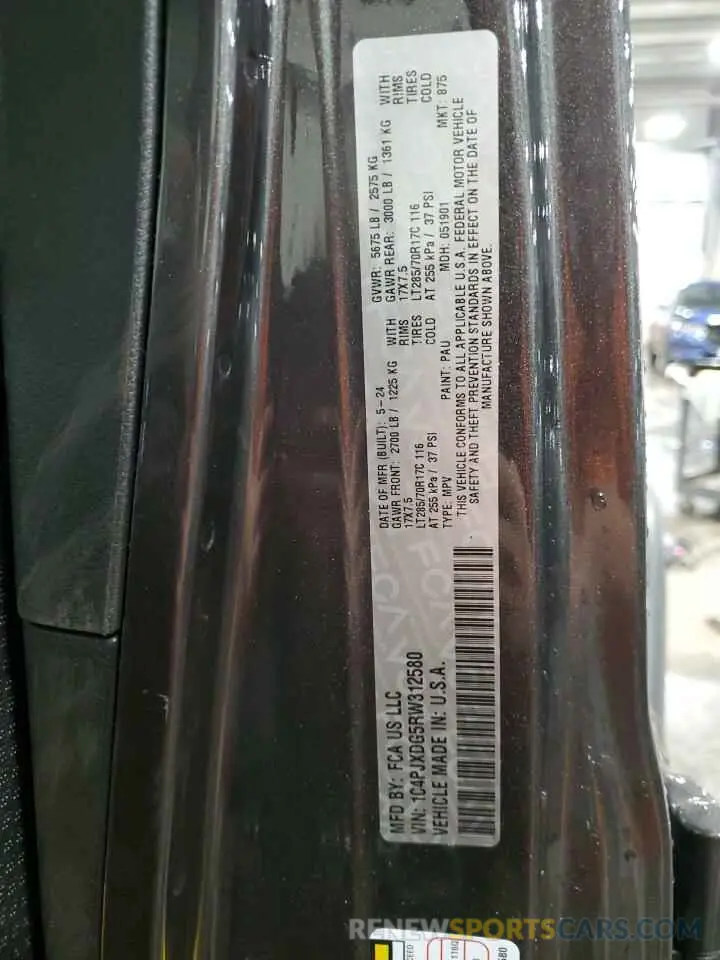 MFD BY: FCA US LLC
VIN: 1C4PJXDG5RW312580
VEHICLE MADE IN: U.S.A.
DATE OF MFR (BUILT): 5-24 GVWR: 5675 LB / 2575 KG
GAWR FRONT: 2700 LB / 1225 KG WITH GAWR REAR: 3000 LB / 1361 KG WITH
17X7.5 RIMS 17X7.5 RIMS
LT285/70R17C 116 TIRES LT285/70R17C 116 TIRES
AT 255 kPa / 37 PSI COLD AT 255 kPa / 37 PSI COLD
TYPE: MPV PAINT: PAU MDH: 051901 MKT: 875
THIS VEHICLE CONFORMS TO ALL APPLICABLE U.S.A. FEDERAL MOTOR VEHICLE
SAFETY AND THEFT PREVENTION STANDARDS IN EFFECT ON THE DATE OF
MANUFACTURE SHOWN ABOVE.
RENEWSPORTSCARS.COM